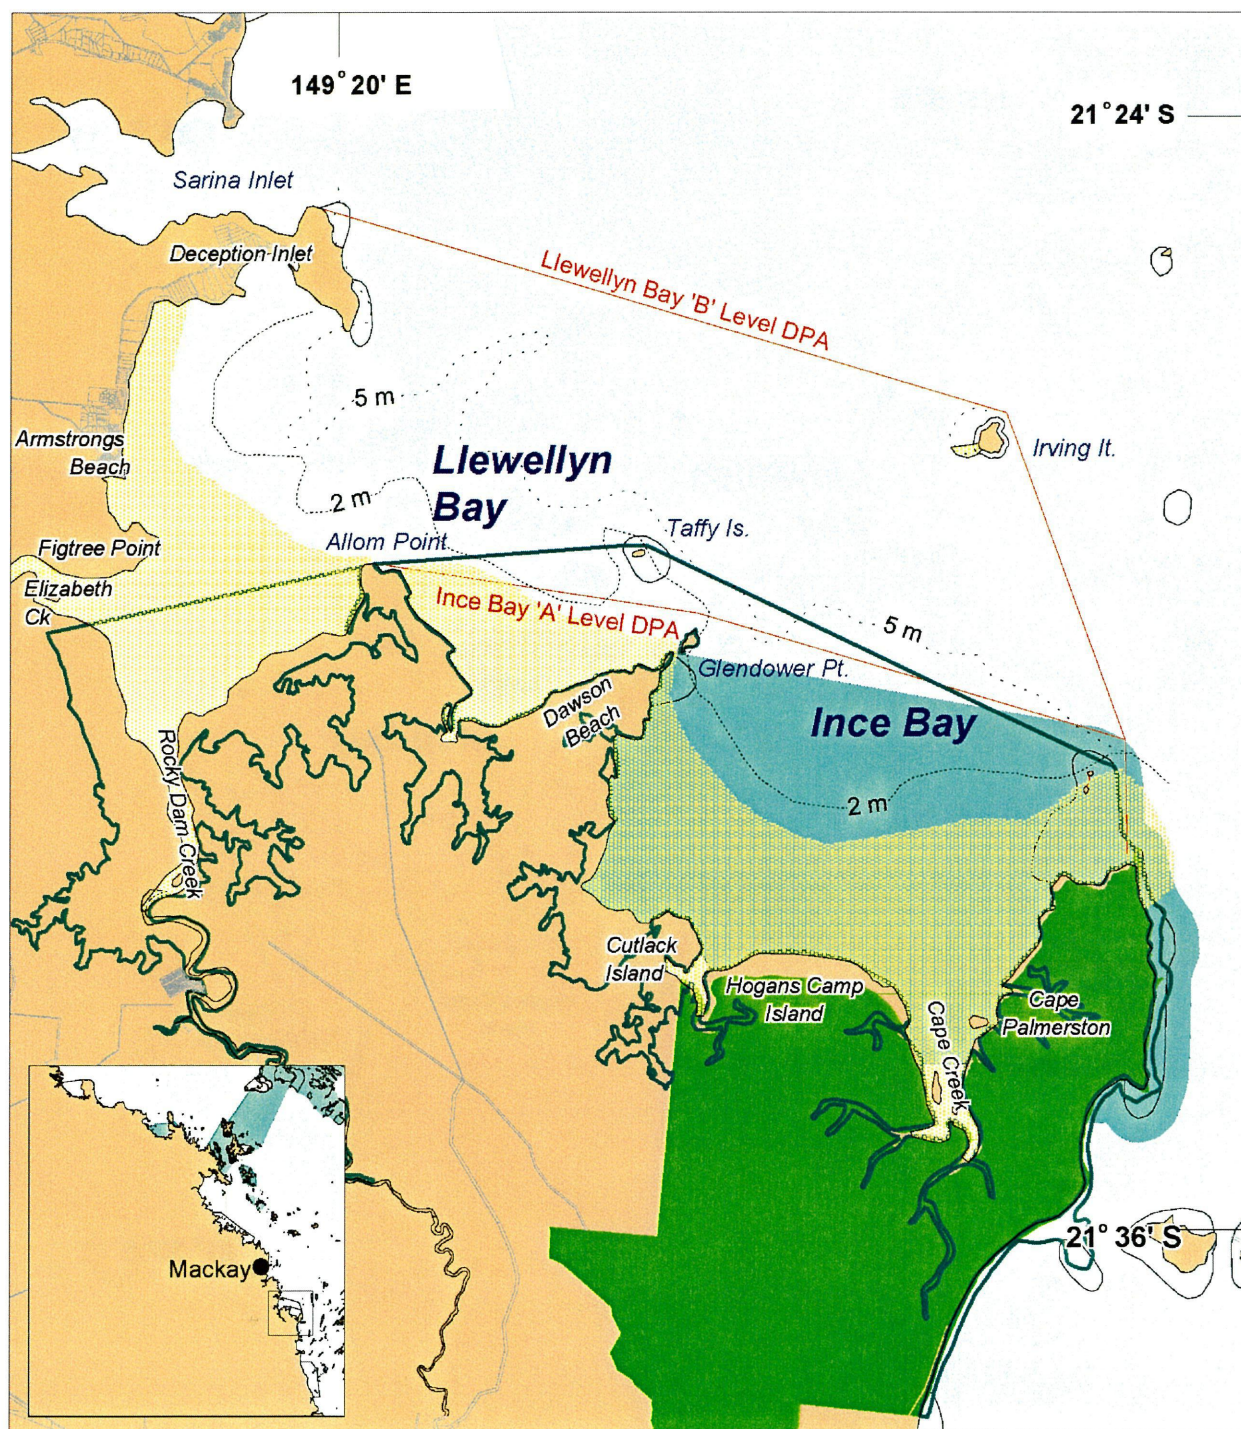 149° 20' E
21° 24' S
Sarina Inlet
Deception Inlet
Llewellyn Bay 'B' Level DPA
5 m
Armstrongs
Beach
Llewellyn
Bay
Irving It.
2 m
Taffy Is.
Allom Point
Figtree Point
Elizabeth
Ck
Ince Bay 'A' Level DPA
5 m
Glendower Pt.
Dawson
Beach
Ince Bay
Rocky Dam Creek
2 m
Cutlack
Island
Hogans Camp
Island
Cape
Palmerston
Cape Creek
21° 36' S
Mackay